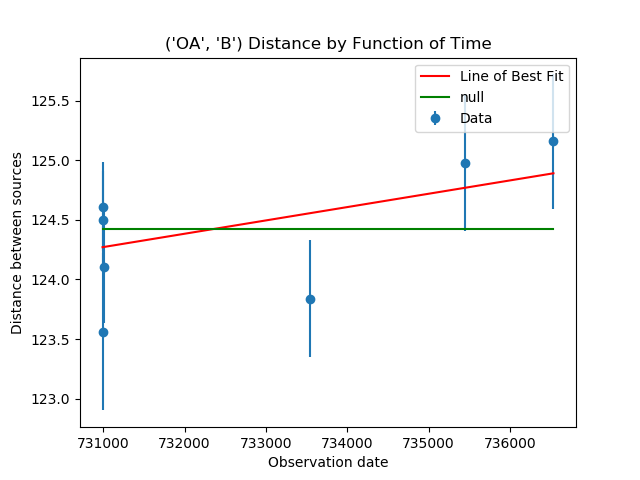 ('OA', 'B') Distance by Function of Time
Line of Best Fit
null
Data
Distance between sources
125.5
125.0
124.5
124.0
123.5
123.0
731000 732000 733000 734000 735000 736000
Observation date